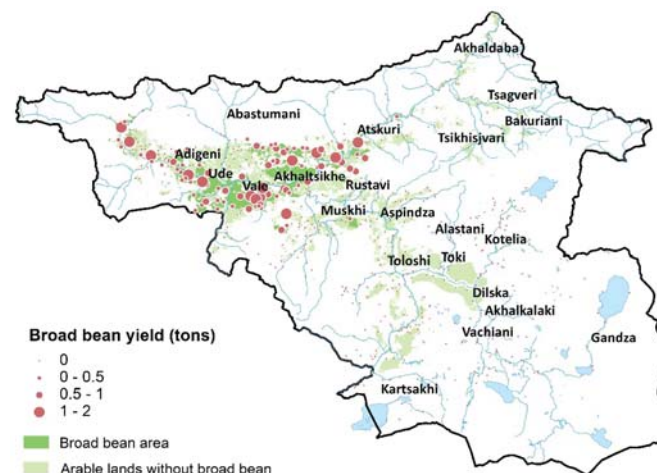 Akhaldaba
Tsagveri
Abastumani
Bakuriani
Atskuri
Tsikhisjvari
Adigeni
Ude
Akhaltsikhe
Vale
Rustavi
Muskhi
Aspindza
Alastani
Kotelia
Toloshi
Toki
Dilska
Akhalkalaki
Vachiani
Gandza
Kartsakhi
Broad bean yield (tons)
0
0 - 0.5
0.5 - 1
1 - 2
Broad bean area
Arable lands without broad bean